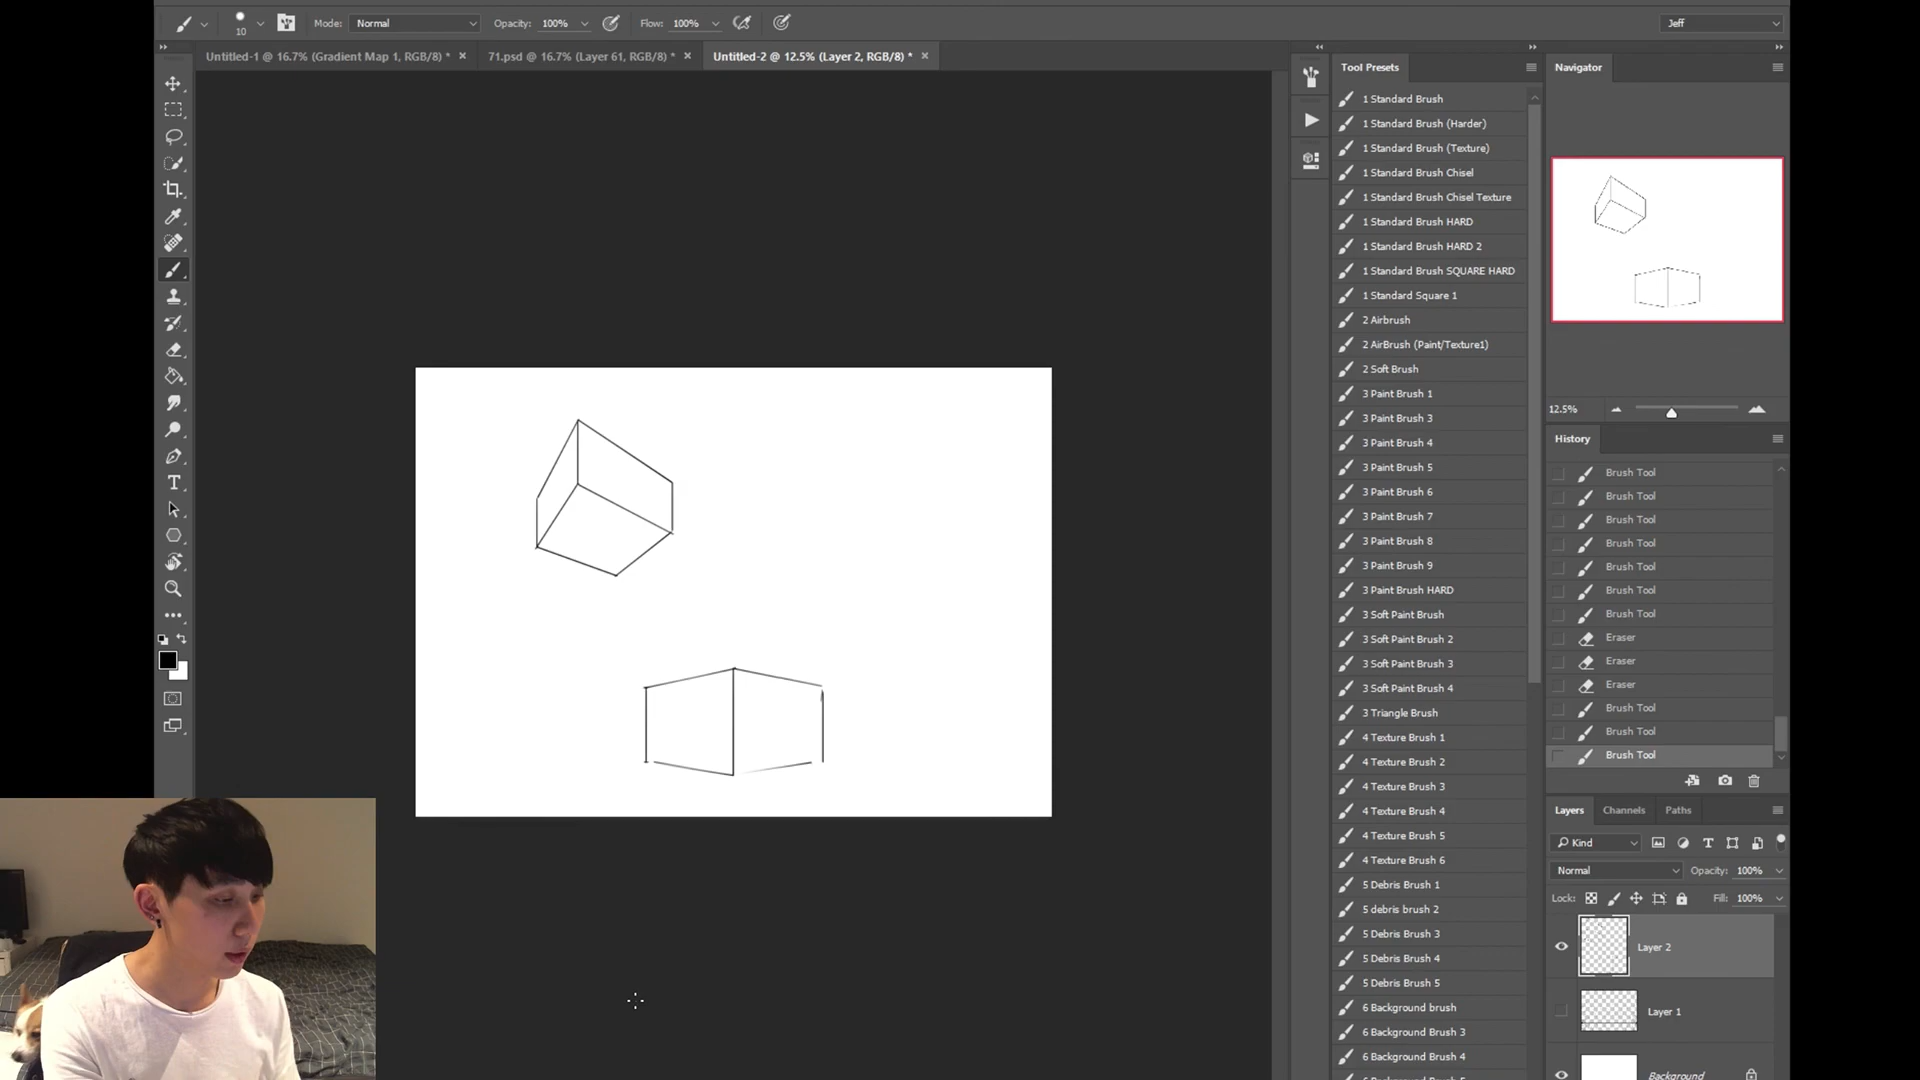 10
Mode: Normal
Opacity: 100%
Flow: 100%
Jeff
Untitled-1 @ 16.7% (Gradient Map 1, RGB/8) *
71.psd @ 16.7% (Layer 61, RGB/8) *
Untitled-2 @ 12.5% (Layer 2, RGB/8) *
Tool Presets
1 Standard Brush
1 Standard Brush (Harder)
1 Standard Brush (Texture)
1 Standard Brush Chisel
1 Standard Brush Chisel Texture
1 Standard Brush HARD
1 Standard Brush HARD 2
1 Standard Brush SQUARE HARD
1 Standard Square 1
2 Airbrush
2 AirBrush (Paint/Texture1)
2 Soft Brush
3 Paint Brush 1
3 Paint Brush 3
3 Paint Brush 4
3 Paint Brush 5
3 Paint Brush 6
3 Paint Brush 7
3 Paint Brush 8
3 Paint Brush 9
3 Paint Brush HARD
3 Soft Paint Brush
3 Soft Paint Brush 2
3 Soft Paint Brush 3
3 Soft Paint Brush 4
3 Triangle Brush
4 Texture Brush 1
4 Texture Brush 2
4 Texture Brush 3
4 Texture Brush 4
4 Texture Brush 5
4 Texture Brush 6
5 Debris Brush 1
5 debris brush 2
5 Debris Brush 3
5 Debris Brush 4
5 Debris Brush 5
6 Background brush
6 Background Brush 3
6 Background Brush 4
Navigator
12.5%
History
Brush Tool
Brush Tool
Brush Tool
Brush Tool
Brush Tool
Brush Tool
Brush Tool
Eraser
Eraser
Eraser
Brush Tool
Brush Tool
Brush Tool
Layers
Channels
Paths
Kind
Normal
Opacity: 100%
Lock:
Fill: 100%
Layer 2
Layer 1
Background